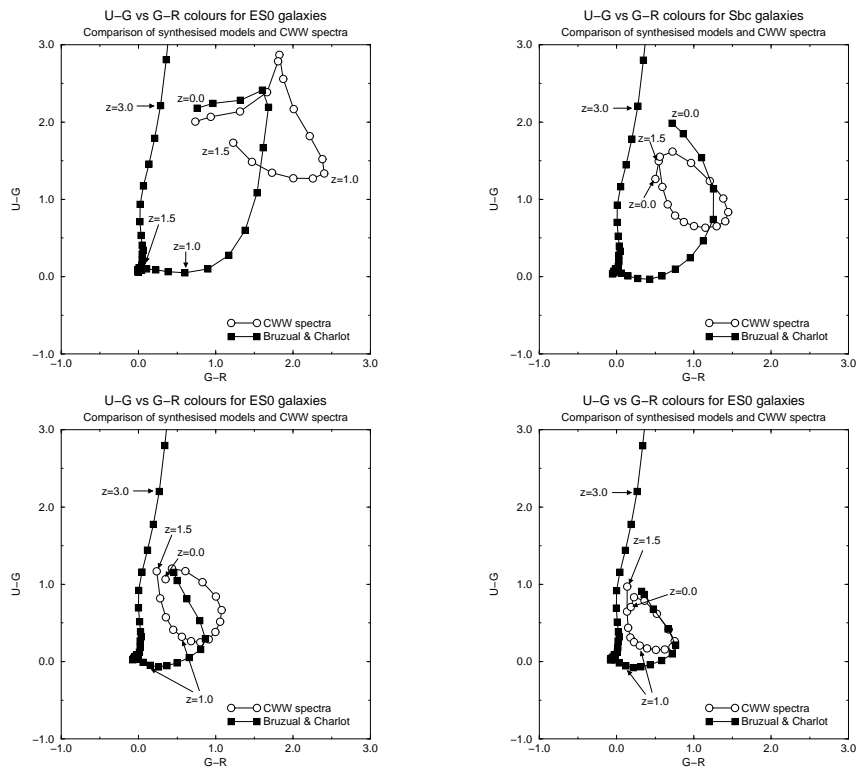 U−G vs G−R colours for ES0 galaxies
Comparison of synthesised models and CWW spectra
3.0
2.0
1.0
0.0
−1.0
U−G
z=3.0
z=0.0
z=1.5
z=1.0
z=1.5
z=1.0
CWW spectra
Bruzual & Charlot
−1.0 0.0 1.0 2.0 3.0
G−R
U−G vs G−R colours for Sbc galaxies
Comparison of synthesised models and CWW spectra
3.0
2.0
1.0
0.0
−1.0
U−G
z=3.0
z=0.0
z=1.5
z=0.0
CWW spectra
Bruzual & Charlot
−1.0 0.0 1.0 2.0 3.0
G−R
U−G vs G−R colours for ES0 galaxies
Comparison of synthesised models and CWW spectra
3.0
2.0
1.0
0.0
−1.0
U−G
z=3.0
z=1.5
z=0.0
z=1.0
CWW spectra
Bruzual & Charlot
−1.0 0.0 1.0 2.0 3.0
G−R
U−G vs G−R colours for ES0 galaxies
Comparison of synthesised models and CWW spectra
3.0
2.0
1.0
0.0
−1.0
U−G
z=3.0
z=1.5
z=0.0
z=1.0
CWW spectra
Bruzual & Charlot
−1.0 0.0 1.0 2.0 3.0
G−R